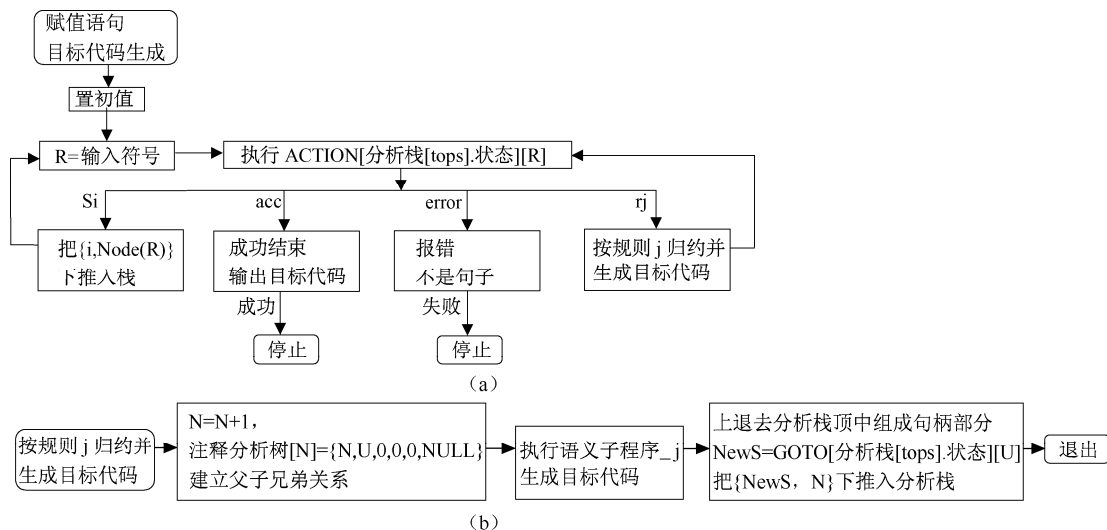 赋值语句
目标代码生成
置初值
R=输入符号
执行 ACTION[分析栈[tops].状态][R]
Si
acc
error
rj
把{i,Node(R)}
下推入栈
成功结束
输出目标代码
报错
不是句子
按规则 j 归约并
生成目标代码
成功
失败
停止
停止
（a）
按规则 j 归约并
生成目标代码
N=N+1，
注释分析树[N]={N,U,0,0,0,NULL}
建立父子兄弟关系
执行语义子程序_j
生成目标代码
上退去分析栈顶中组成句柄部分
NewS=GOTO[分析栈[tops].状态][U]
把{NewS，N}下推入分析栈
退出
（b）